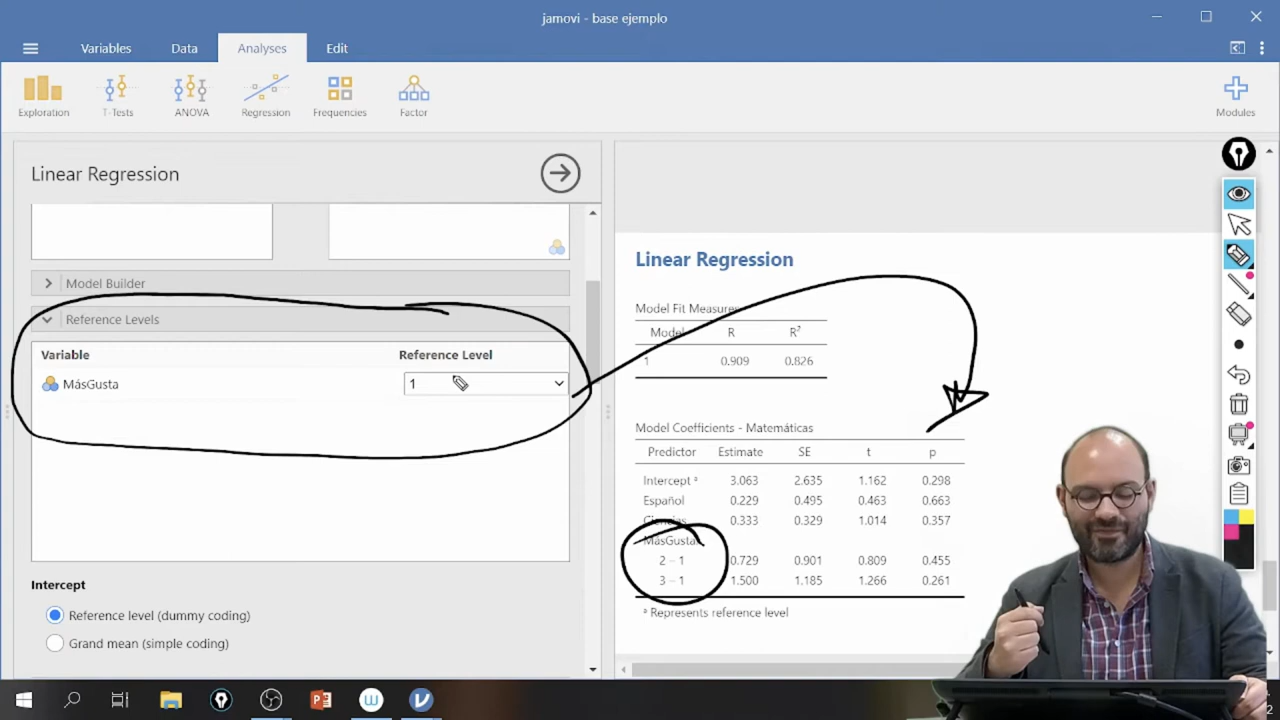 jamovi - base ejemplo
Variables Data Analyses Edit
Exploration T-Tests ANOVA Regression Frequencies Factor Modules
Linear Regression
Model Builder
Reference Levels
Variable Reference Level
MásGusta 1
Intercept
Reference level (dummy coding)
Grand mean (simple coding)
Linear Regression
Model Fit Measures
Model R R²
1 0.909 0.826
Model Coefficients - Matemáticas
Predictor Estimate SE t p
Intercept ᵃ 3.063 2.635 1.162 0.298
Español 0.229 0.495 0.463 0.663
Ciencias 0.333 0.329 1.014 0.357
MásGusta
2 – 1 0.729 0.901 0.809 0.455
3 – 1 1.500 1.185 1.266 0.261
ᵃ Represents reference level